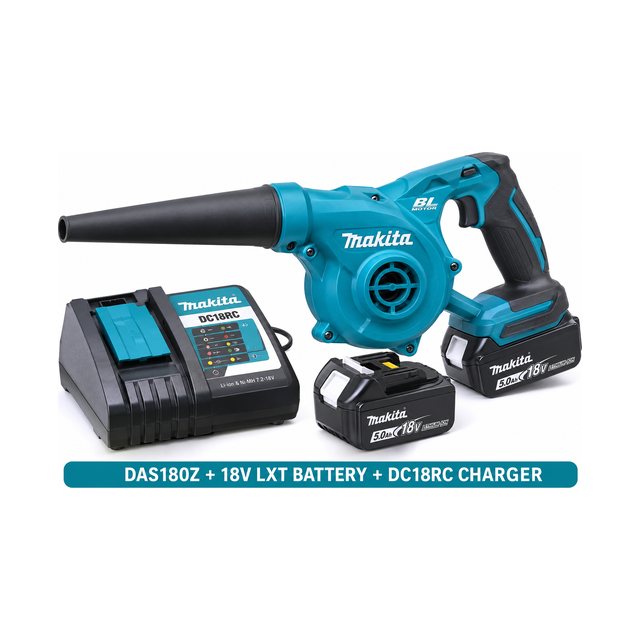 BL
MOTOR
Makita
Makita
DC18RC
Li-ion & Ni-MH 7.2-18V
Makita
5.0Ah 18V
Makita
5.0Ah 18V
DAS180Z + 18V LXT BATTERY + DC18RC CHARGER